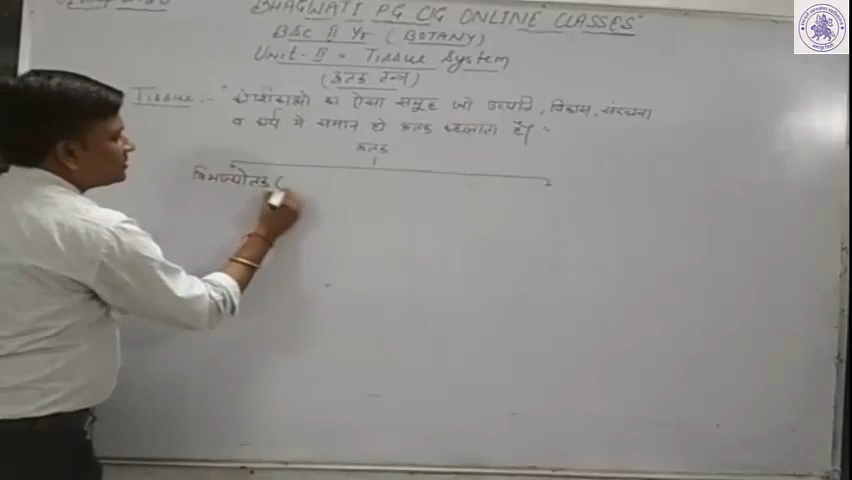 BHAGWATI PG CLG ONLINE CLASSES"
BSC II Yr (BOTANY)
Unit-II = Tissue System
(ऊतक तन्त्र)
Tissue :- "कोशिकाओ का ऐसा समूह जो उत्पत्ति, विकास, संरचना
व कार्य मे समान हो ऊतक कहलाता है।"
ऊतक
विभज्योतक (